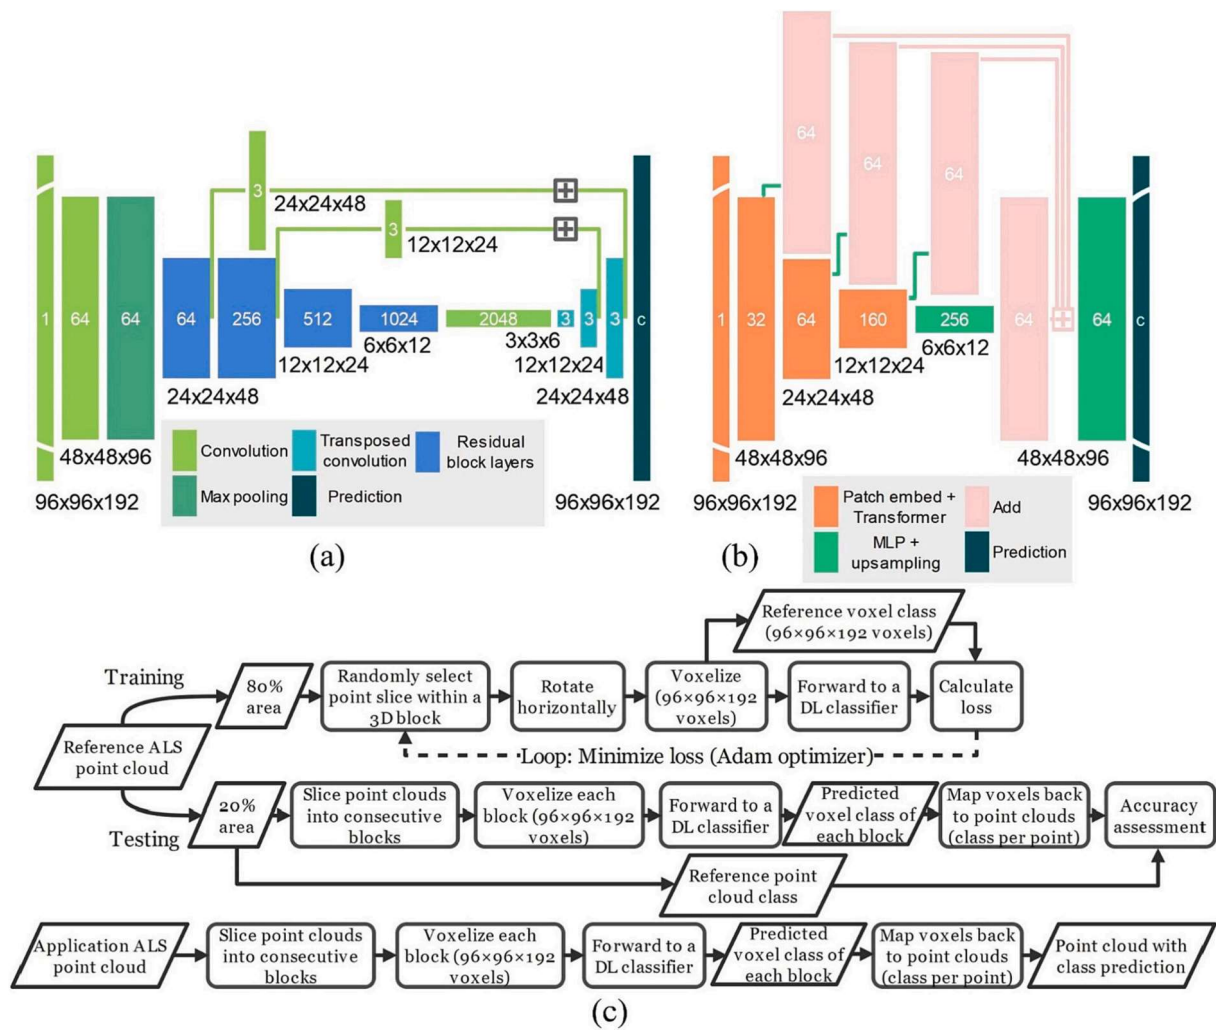 1
64
64
64
256
3
24x24x48
3
12x12x24
512
1024
2048
3
3
3
c
3x3x6
6x6x12
12x12x24
12x12x24
24x24x48
24x24x48
48x48x96
96x96x192
96x96x192
Convolution
Transposed
convolution
Residual
block layers
Max pooling
Prediction
(a)
64
64
64
1
32
64
160
256
64
64
c
6x6x12
12x12x24
24x24x48
48x48x96
48x48x96
96x96x192
96x96x192
Patch embed +
Transformer
Add
MLP +
upsampling
Prediction
(b)
Reference voxel class
(96×96×192 voxels)
Training
80%
area
Randomly select
point slice within a
3D block
Rotate
horizontally
Voxelize
(96×96×192
voxels)
Forward to a
DL classifier
Calculate
loss
Reference ALS
point cloud
Loop: Minimize loss (Adam optimizer)
Testing
20%
area
Slice point clouds
into consecutive
blocks
Voxelize each
block (96×96×192
voxels)
Forward to a
DL classifier
Predicted
voxel class of
each block
Map voxels back
to point clouds
(class per point)
Accuracy
assessment
Reference point
cloud class
Application ALS
point cloud
Slice point clouds
into consecutive
blocks
Voxelize each
block (96×96×192
voxels)
Forward to a
DL classifier
Predicted
voxel class of
each block
Map voxels back
to point clouds
(class per point)
Point cloud with
class prediction
(c)